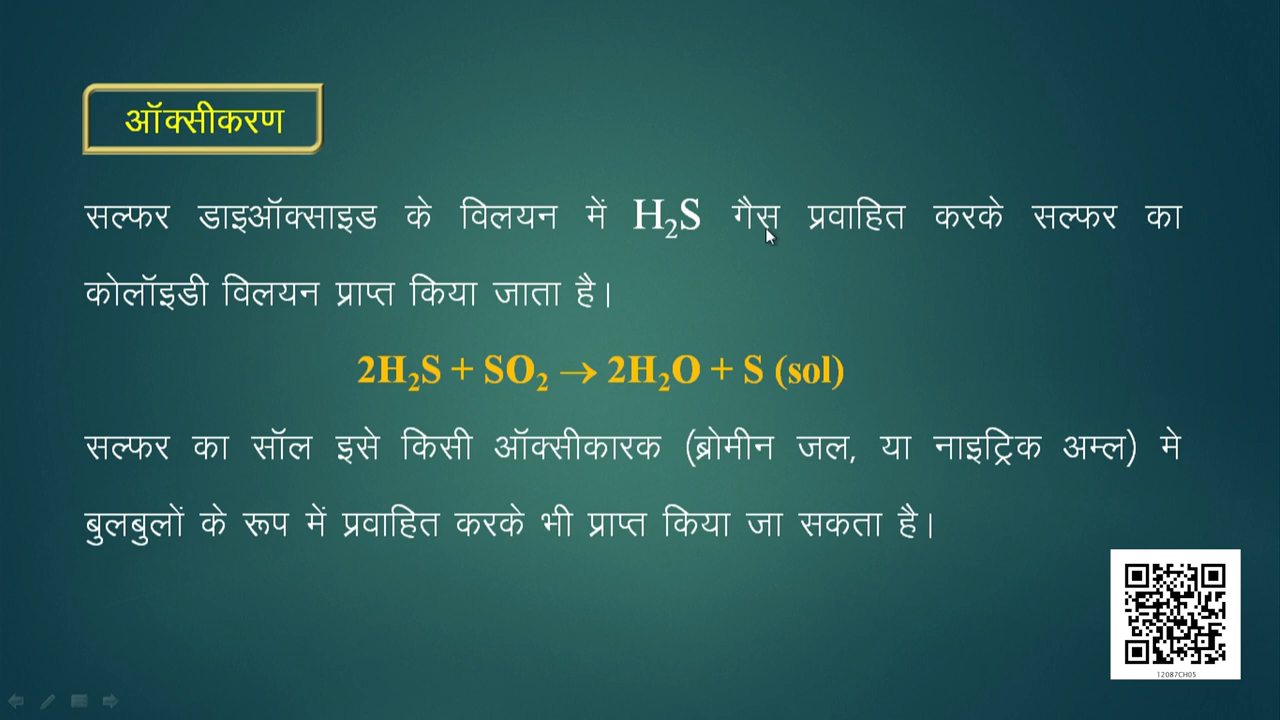 ऑक्सीकरण
सल्फर डाइऑक्साइड के विलयन में H₂S गैस प्रवाहित करके सल्फर का
कोलॉइडी विलयन प्राप्त किया जाता है।
2H₂S + SO₂ → 2H₂O + S (sol)
सल्फर का सॉल इसे किसी ऑक्सीकारक (ब्रोमीन जल, या नाइट्रिक अम्ल) मे
बुलबुलों के रूप में प्रवाहित करके भी प्राप्त किया जा सकता है।
12087CH05